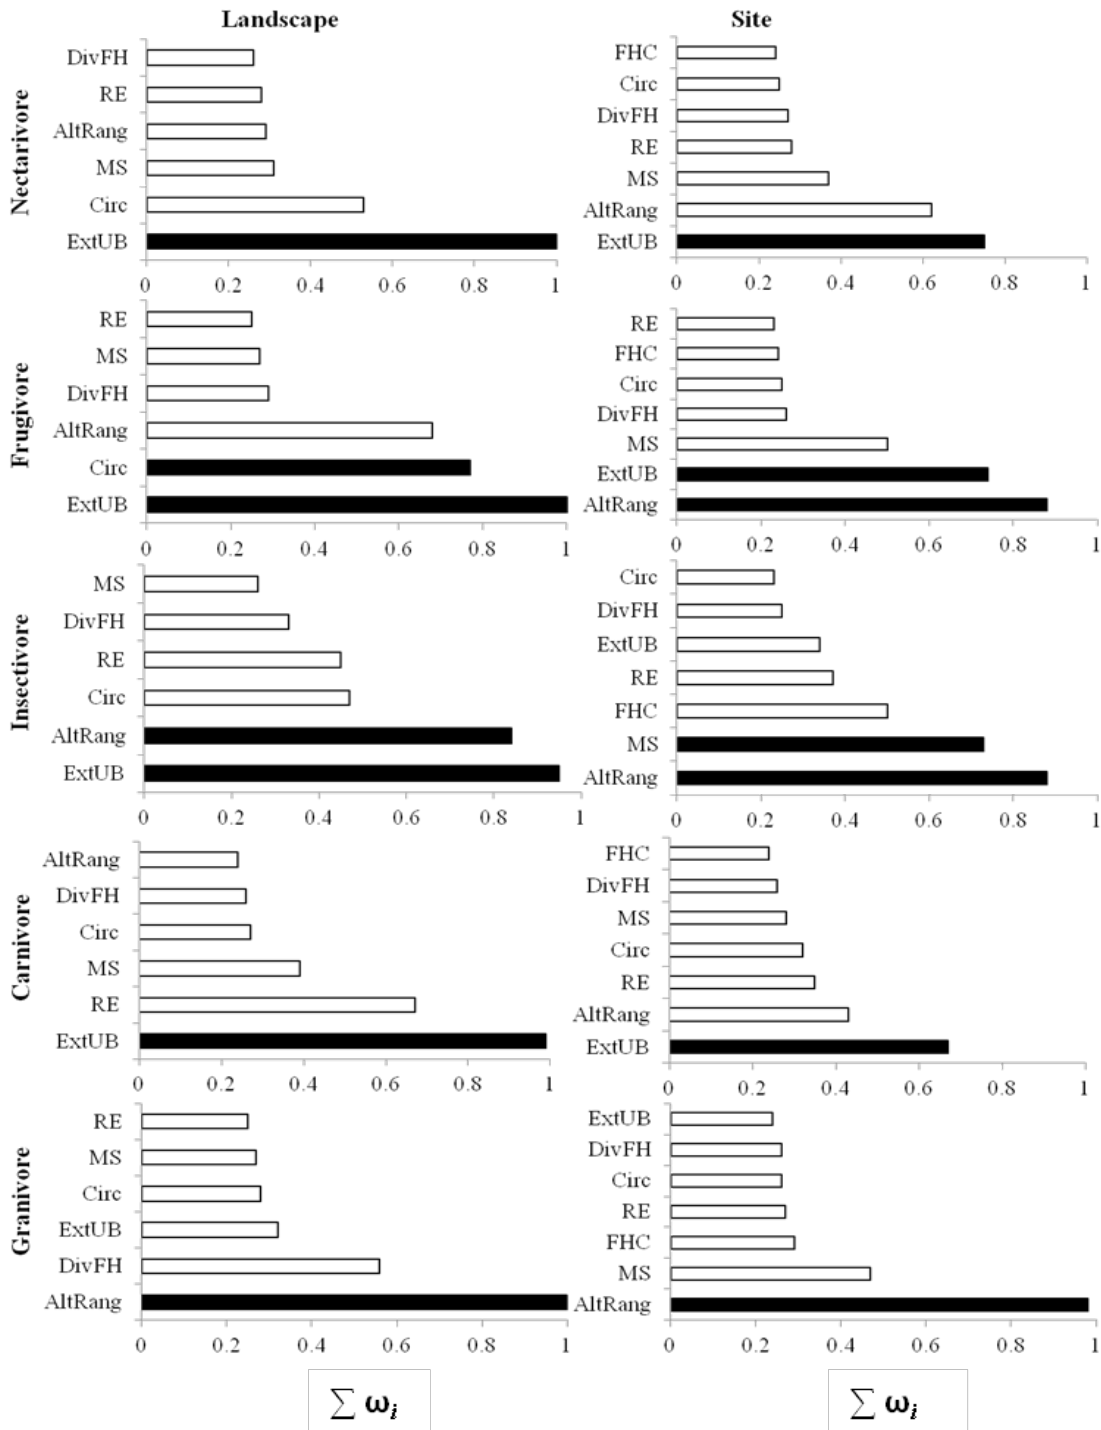 Landscape
Site
Nectarivore
DivFH
RE
AltRang
MS
Circ
ExtUB
0 0.2 0.4 0.6 0.8 1
FHC
Circ
DivFH
RE
MS
AltRang
ExtUB
0 0.2 0.4 0.6 0.8 1
Frugivore
RE
MS
DivFH
AltRang
Circ
ExtUB
0 0.2 0.4 0.6 0.8 1
RE
FHC
Circ
DivFH
MS
ExtUB
AltRang
0 0.2 0.4 0.6 0.8 1
Insectivore
MS
DivFH
RE
Circ
AltRang
ExtUB
0 0.2 0.4 0.6 0.8 1
Circ
DivFH
ExtUB
RE
FHC
MS
AltRang
0 0.2 0.4 0.6 0.8 1
Carnivore
AltRang
DivFH
Circ
MS
RE
ExtUB
0 0.2 0.4 0.6 0.8 1
FHC
DivFH
MS
Circ
RE
AltRang
ExtUB
0 0.2 0.4 0.6 0.8 1
Granivore
RE
MS
Circ
ExtUB
DivFH
AltRang
0 0.2 0.4 0.6 0.8 1
ExtUB
DivFH
Circ
RE
FHC
MS
AltRang
0 0.2 0.4 0.6 0.8 1
∑ ωi
∑ ωi